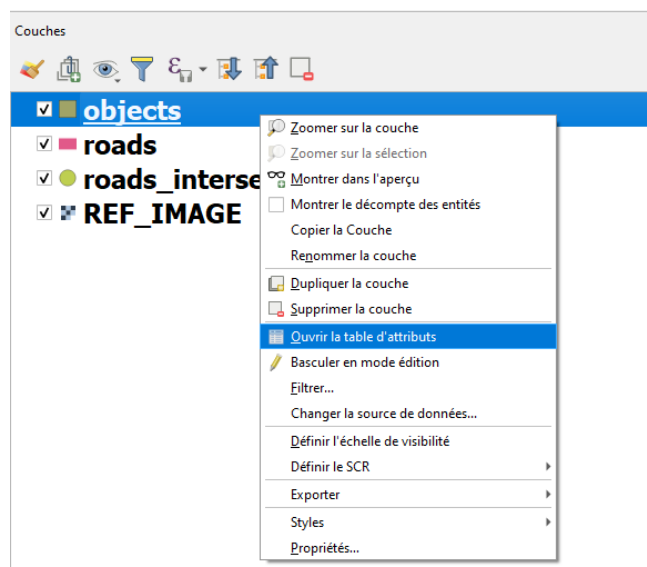 Couches
objects
roads
roads_interse
REF_IMAGE
Zoomer sur la couche
Zoomer sur la sélection
Montrer dans l'aperçu
Montrer le décompte des entités
Copier la Couche
Renommer la couche
Dupliquer la couche
Supprimer la couche
Ouvrir la table d'attributs
Basculer en mode édition
Filtrer...
Changer la source de données...
Définir l'échelle de visibilité
Définir le SCR
Exporter
Styles
Propriétés...